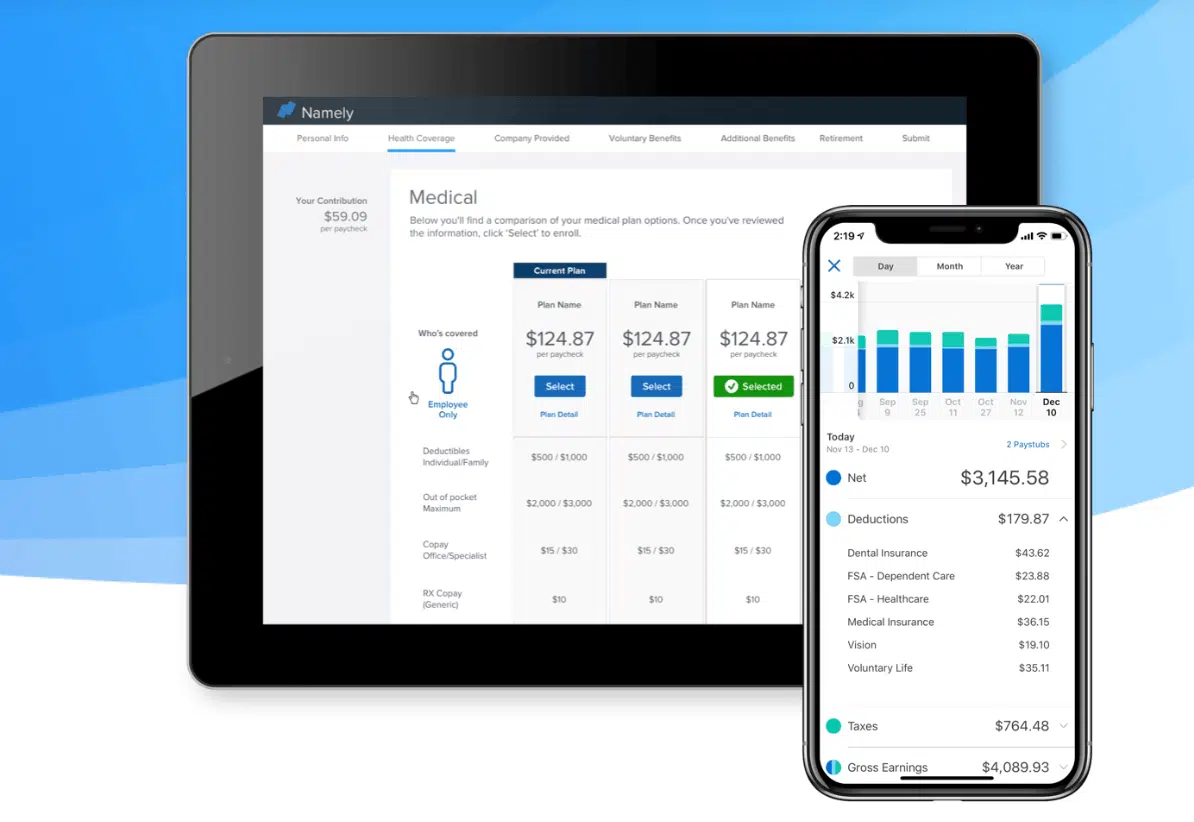 Namely
Personal Info
Health Coverage
Company Provided
Voluntary Benefits
Additional Benefits
Retirement
Submit
Your Contribution
$59.09
per paycheck
Medical
Below you'll find a comparison of your medical plan options. Once you've reviewed
the information, click 'Select' to enroll.
Current Plan
Who's covered
Employee
Only
Plan Name
$124.87
per paycheck
Select
Plan Detail
Plan Name
$124.87
per paycheck
Select
Plan Detail
Plan Name
$124.87
per paycheck
Selected
Plan Detail
Deductibles
Individual/Family
$500 / $1,000
$500 / $1,000
$500 / $1,000
Out of pocket
Maximum
$2,000 / $3,000
$2,000 / $3,000
$2,000 / $3,000
Copay
Office/Specialist
$15 / $30
$15 / $30
$15 / $30
RX Copay
(Generic)
$10
$10
$10
2:19
Day
Month
Year
$4.2k
$2.1k
0
Sep
9
Sep
25
Oct
11
Oct
27
Nov
12
Dec
10
Today
Nov 13 - Dec 10
2 Paystubs
Net
$3,145.58
Deductions
$179.87
Dental Insurance
$43.62
FSA - Dependent Care
$23.88
FSA - Healthcare
$22.01
Medical Insurance
$36.15
Vision
$19.10
Voluntary Life
$35.11
Taxes
$764.48
Gross Earnings
$4,089.93